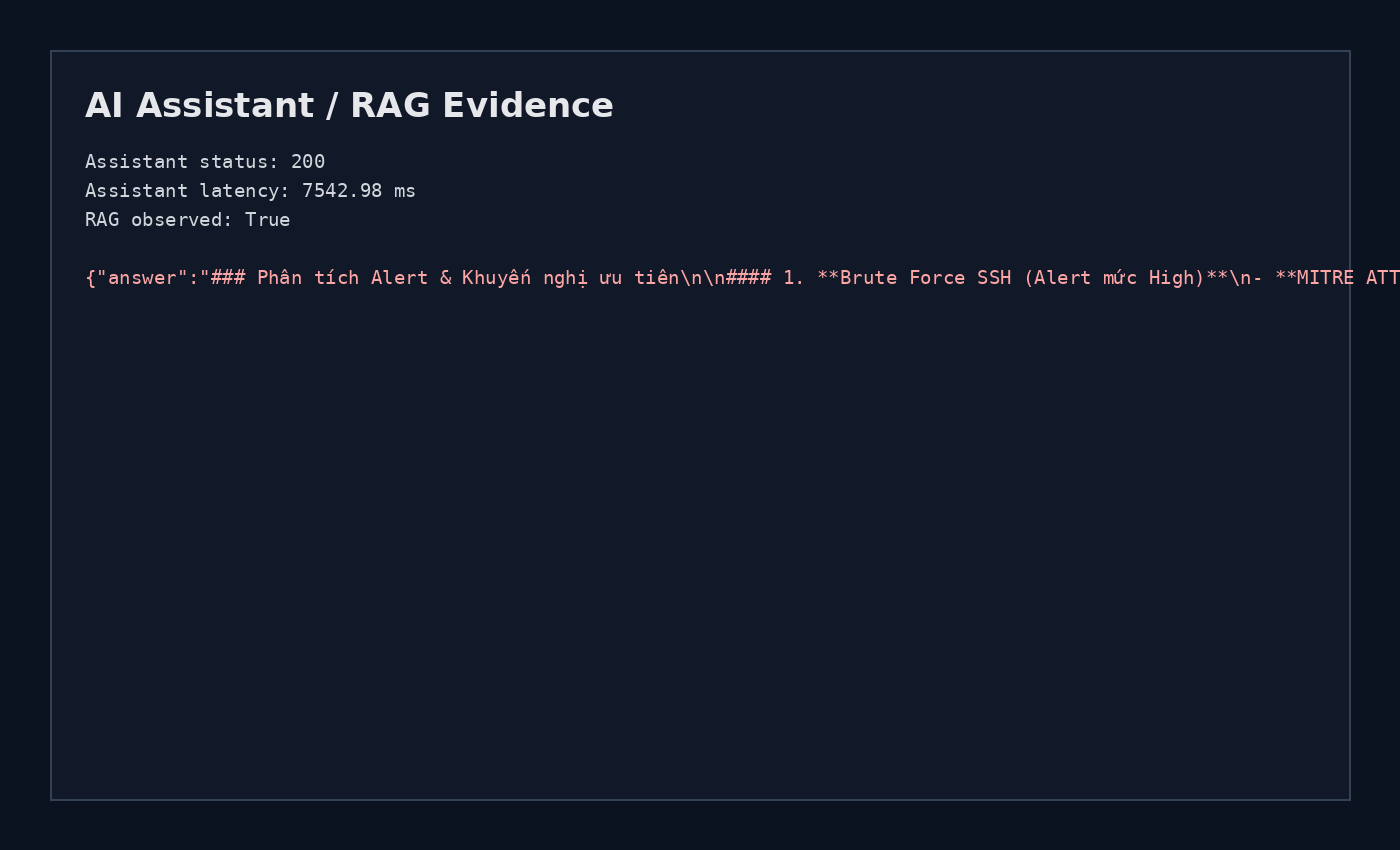 AI Assistant / RAG Evidence
Assistant status: 200
Assistant latency: 7542.98 ms
RAG observed: True
{"answer":"### Phân tích Alert & Khuyến nghị ưu tiên\n\n#### 1. **Brute Force SSH (Alert mức High)**\n- **MITRE ATT